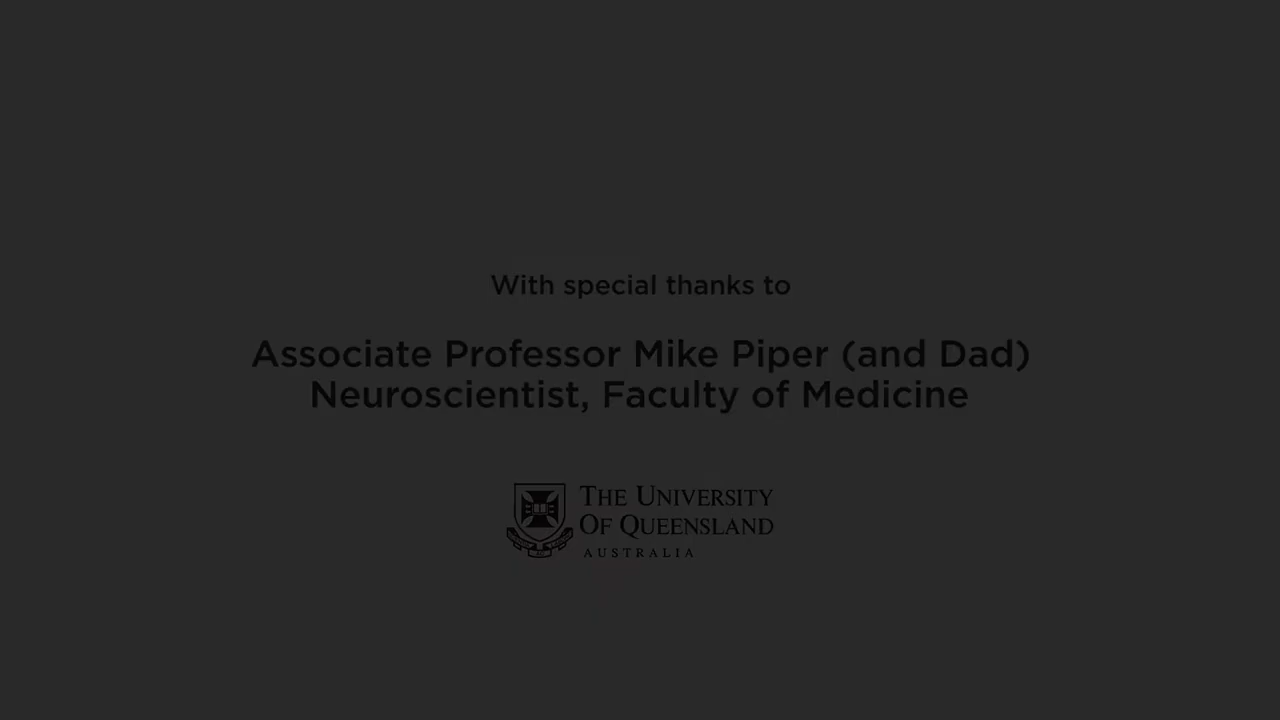 With special thanks to
Associate Professor Mike Piper (and Dad)
Neuroscientist, Faculty of Medicine
THE UNIVERSITY
OF QUEENSLAND
AUSTRALIA